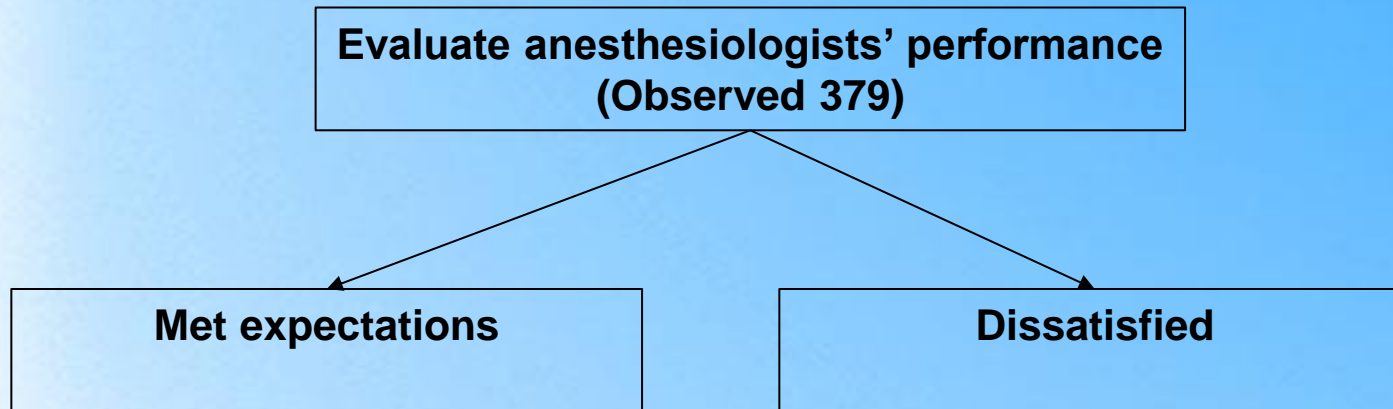 Evaluate anesthesiologists’ performance
(Observed 379)
Met expectations
Dissatisfied